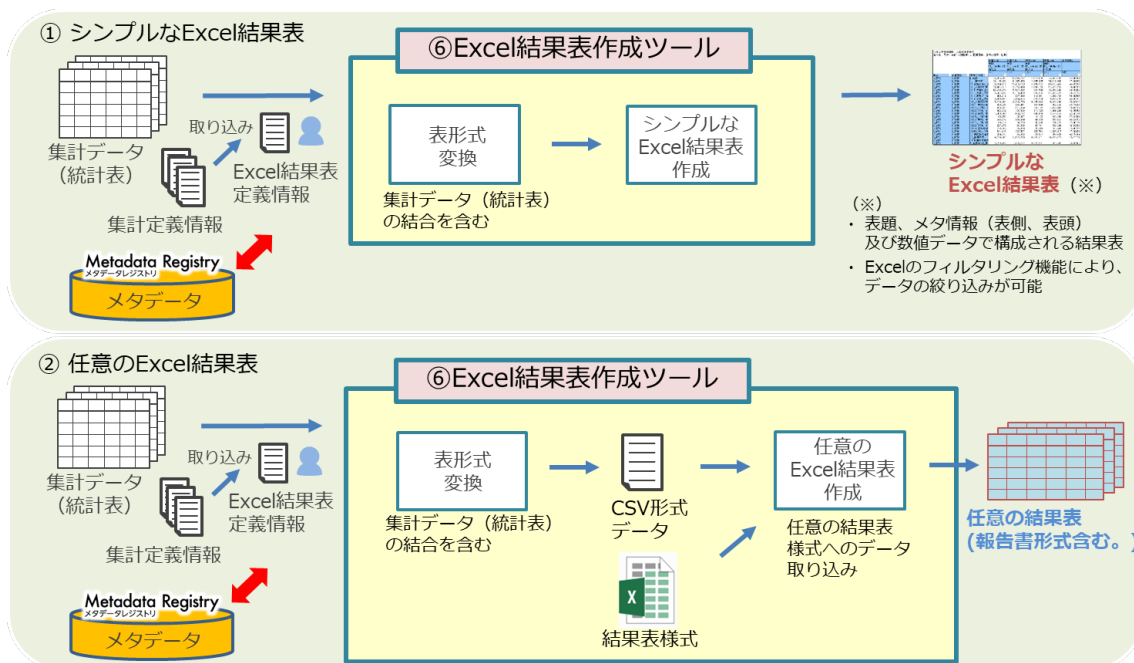 ① シンプルなExcel結果表
⑥Excel結果表作成ツール
取り込み
集計データ
(統計表)
Excel結果表
定義情報
集計定義情報
Metadata Registry
メタデータレジストリ
メタデータ
表形式
変換
集計データ（統計表）
の結合を含む
シンプルな
Excel結果表
作成
シンプルな
Excel結果表（※）
（※）
・ 表題、メタ情報（表側、表頭）
及び数値データで構成される結果表
・ Excelのフィルタリング機能により、
データの絞り込みが可能
② 任意のExcel結果表
⑥Excel結果表作成ツール
取り込み
集計データ
(統計表)
Excel結果表
定義情報
集計定義情報
Metadata Registry
メタデータレジストリ
メタデータ
表形式
変換
集計データ（統計表）
の結合を含む
CSV形式
データ
X
結果表様式
任意の
Excel結果表
作成
任意の結果表
様式へのデータ
取り込み
任意の結果表
(報告書形式含む。)